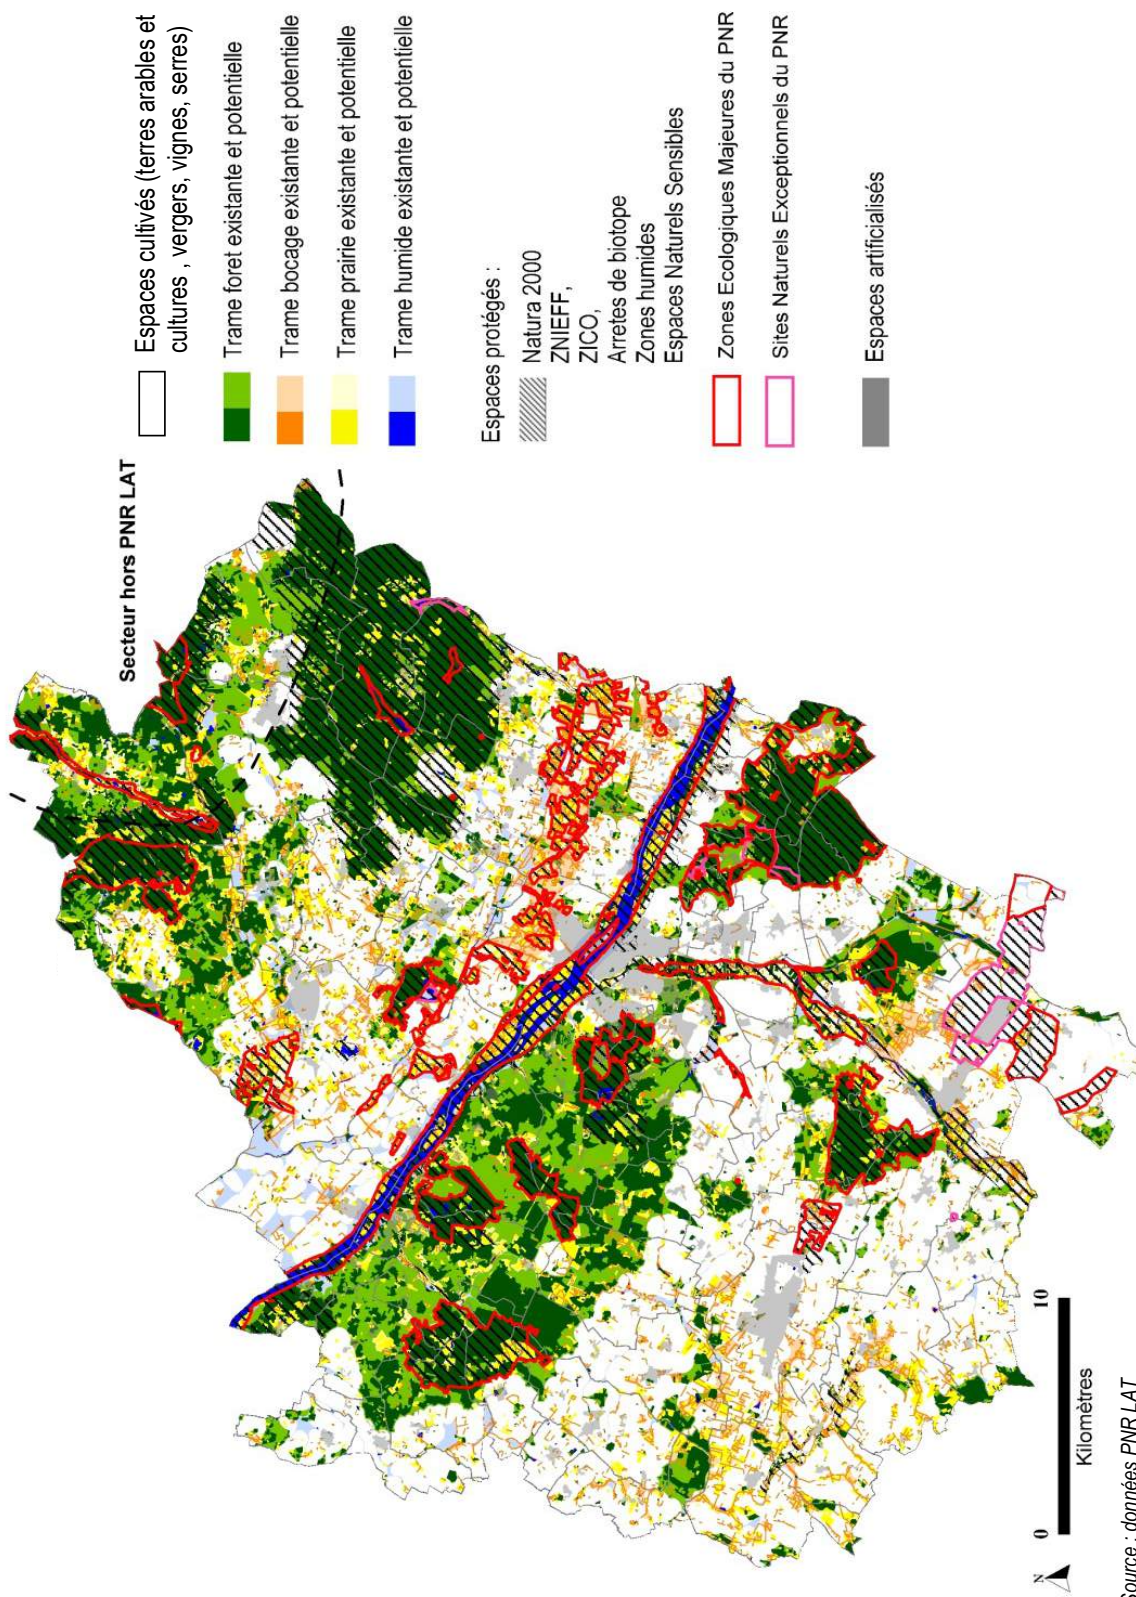 Secteur hors PNR LAT
Espaces cultivés (terres arables et
cultures , vergers, vignes, serres)
Trame foret existante et potentielle
Trame bocage existante et potentielle
Trame prairie existante et potentielle
Trame humide existante et potentielle
Espaces protégés :
Natura 2000
ZNIEFF,
ZICO,
Arretes de biotope
Zones humides
Espaces Naturels Sensibles
Zones Ecologiques Majeures du PNR
Sites Naturels Exceptionnels du PNR
Espaces artificialisés
N
0 10
Kilomètres
Source : données PNR LAT